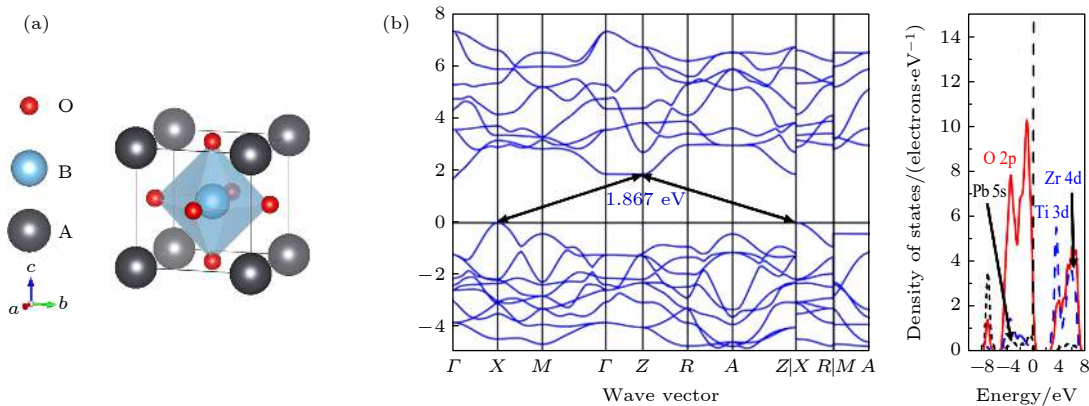 (a)
O
B
A
c
a
b
(b)
8
6
4
2
0
−2
−4
1.867 eV
Γ
X
M
Γ
Z
R
A
Z|X
R|M
A
Wave vector
Density of states/(electrons·eV⁻¹)
14
12
10
8
6
4
2
0
O 2p
Pb 5s
Zr 4d
Ti 3d
−8
−4
0
4
8
Energy/eV